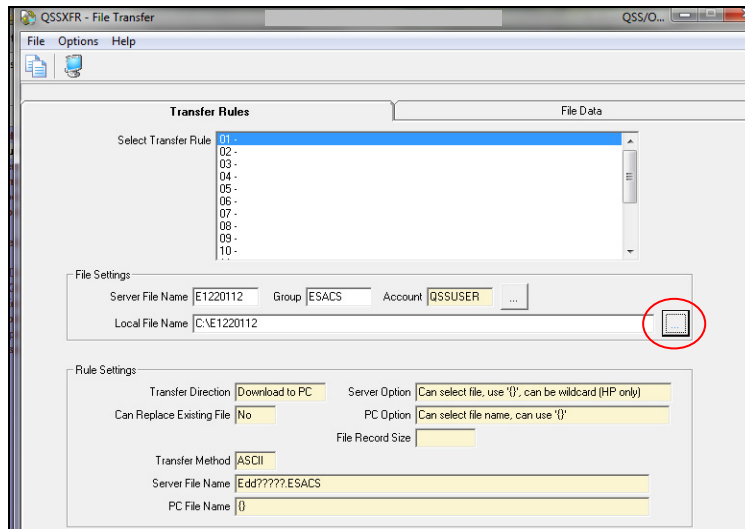 QSSXFR - File Transfer QSS/O...
File Options Help
Transfer Rules File Data
Select Transfer Rule 01 -
02 -
03 -
04 -
05 -
06 -
07 -
08 -
09 -
10 -
File Settings
Server File Name E1220112 Group ESACS Account QSSUSER ...
Local File Name C:\E1220112 ...
Rule Settings
Transfer Direction Download to PC Server Option Can select file, use '{}', can be wildcard (HP only)
Can Replace Existing File No PC Option Can select file name, can use '{}'
File Record Size
Transfer Method ASCII
Server File Name Edd?????.ESACS
PC File Name {}